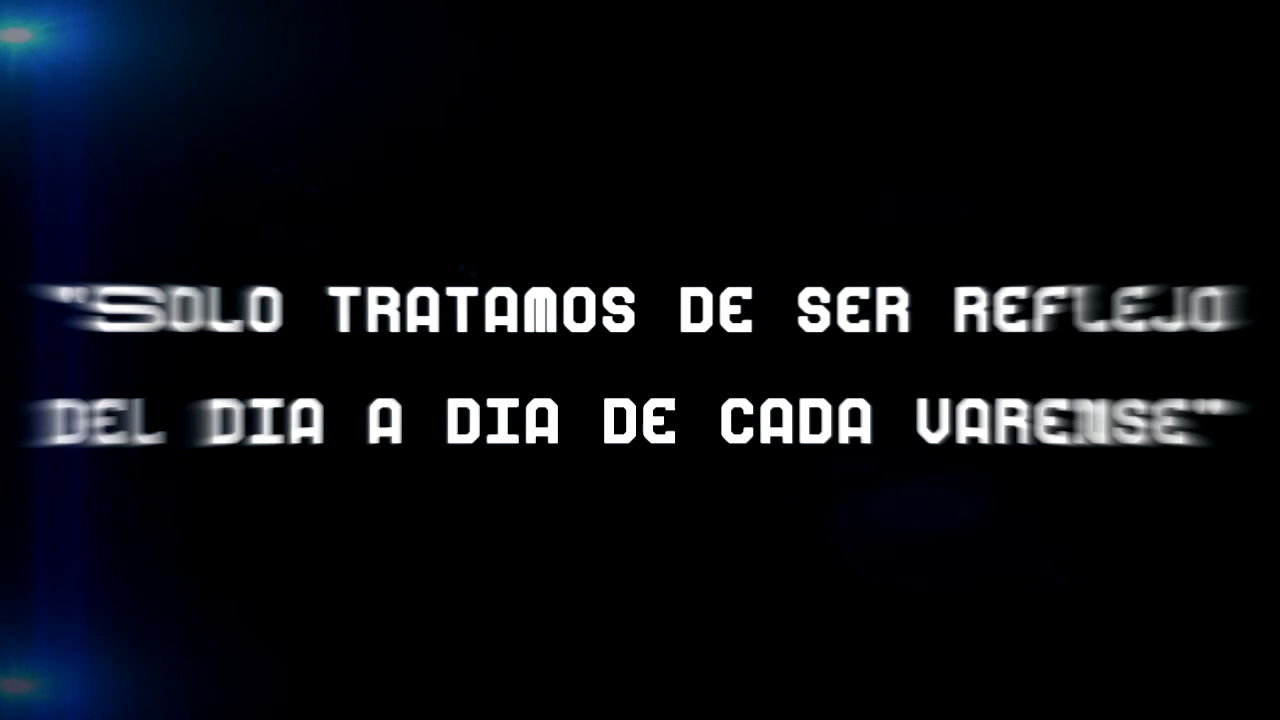 "SOLO TRATAMOS DE SER REFLEJO
DEL DIA A DIA DE CADA VARENSE"